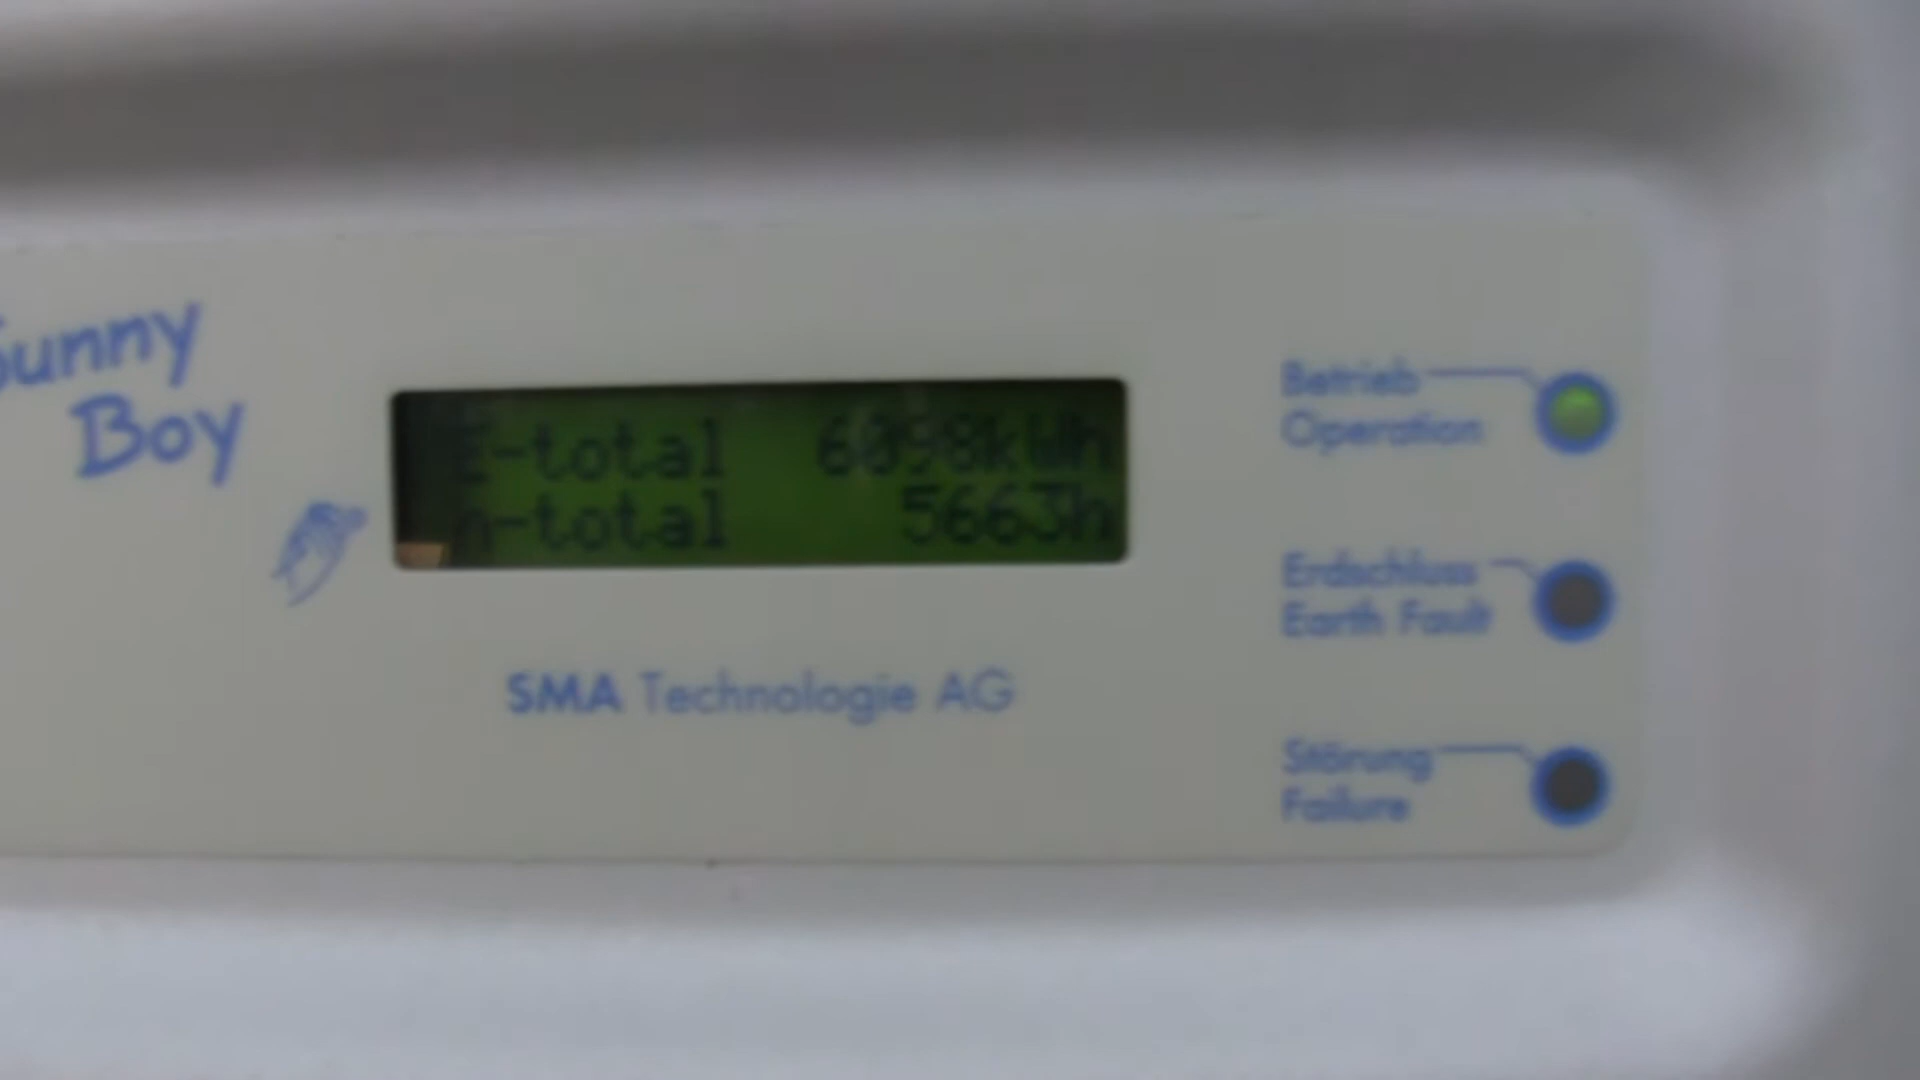 Sunny
Boy
E-total 6098kWh
h-total 5663h
SMA Technologie AG
Betrieb
Operation
Erdschluss
Earth Fault
Störung
Failure